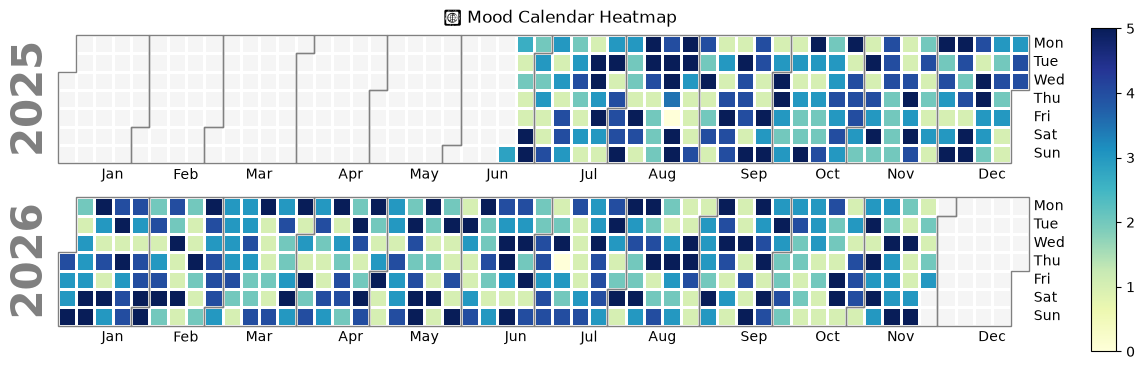 Mood Calendar Heatmap
2025
Mon
Tue
Wed
Thu
Fri
Sat
Sun
Jan Feb Mar Apr May Jun Jul Aug Sep Oct Nov Dec
2026
Mon
Tue
Wed
Thu
Fri
Sat
Sun
Jan Feb Mar Apr May Jun Jul Aug Sep Oct Nov Dec
5
4
3
2
1
0